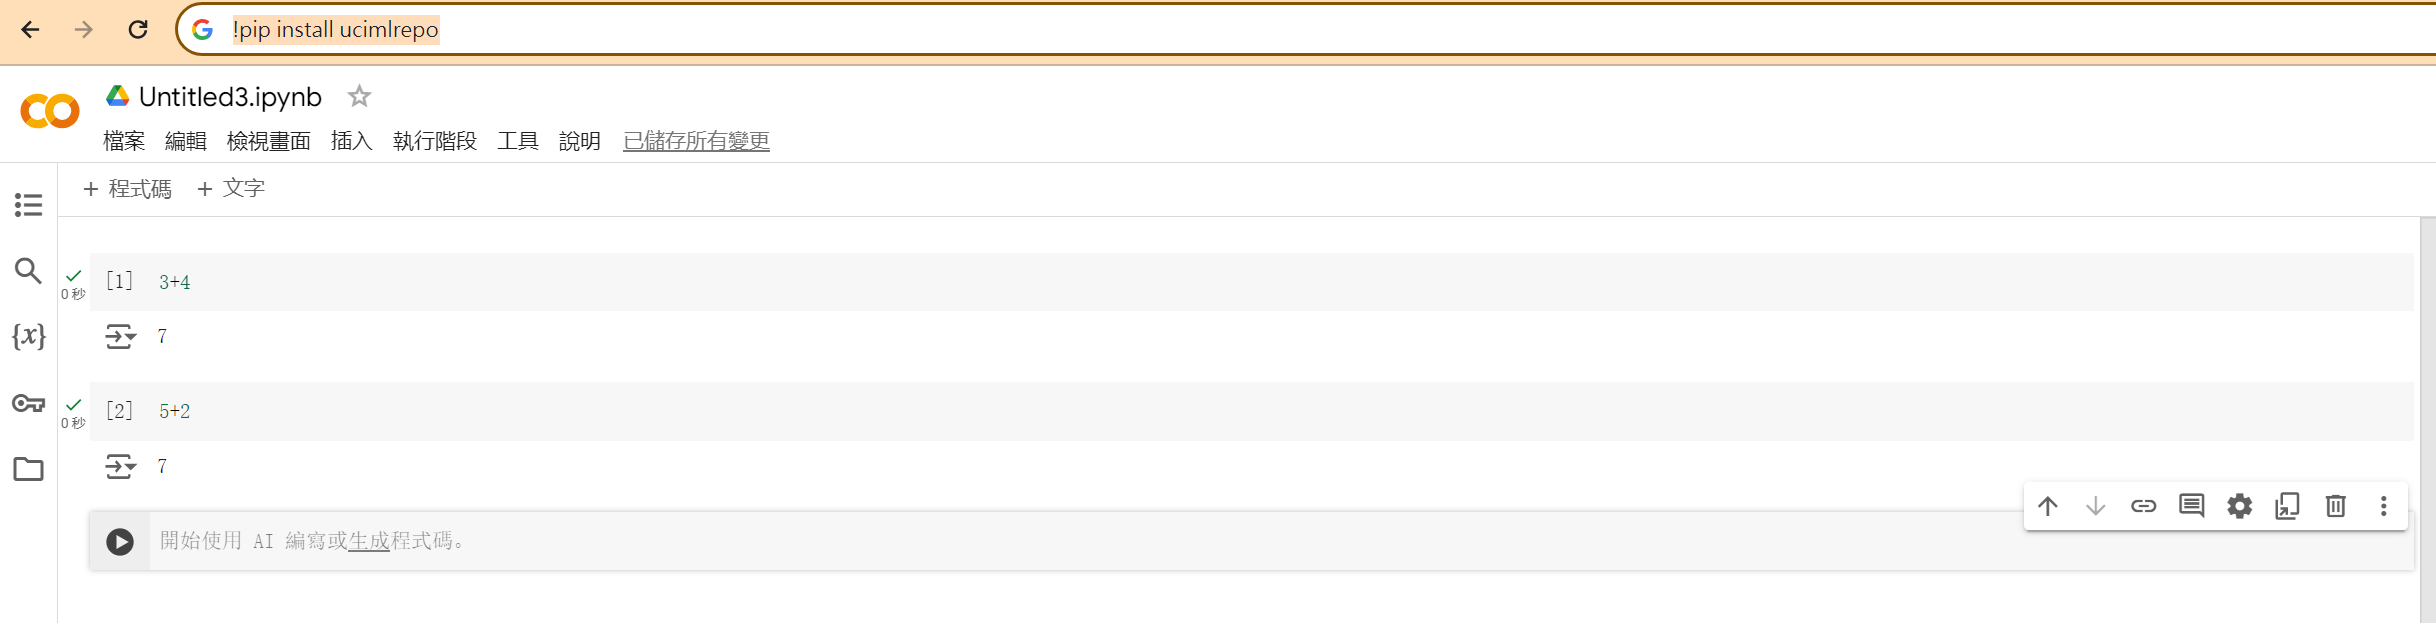 !pip install ucimlrepo
Untitled3.ipynb
檔案 編輯 檢視畫面 插入 執行階段 工具 說明 已儲存所有變更
+ 程式碼 + 文字
[1] 3+4
0 秒
7
[2] 5+2
0 秒
7
開始使用 AI 編寫或生成程式碼。
{x}